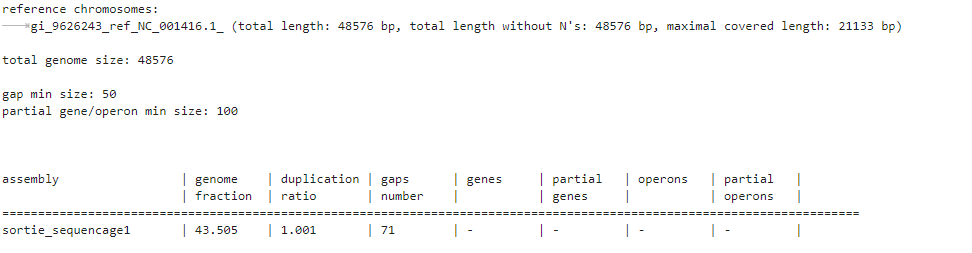 reference chromosomes:
gi_9626243_ref_NC_001416.1_ (total length: 48576 bp, total length without N's: 48576 bp, maximal covered length: 21133 bp)
total genome size: 48576
gap min size: 50
partial gene/operon min size: 100
assembly | genome | duplication | gaps | genes | partial | operons | partial |
| fraction | ratio | number | | genes | | operons |
========================================================================================================================
sortie_sequencage1 | 43.505 | 1.001 | 71 | - | - | - | - |